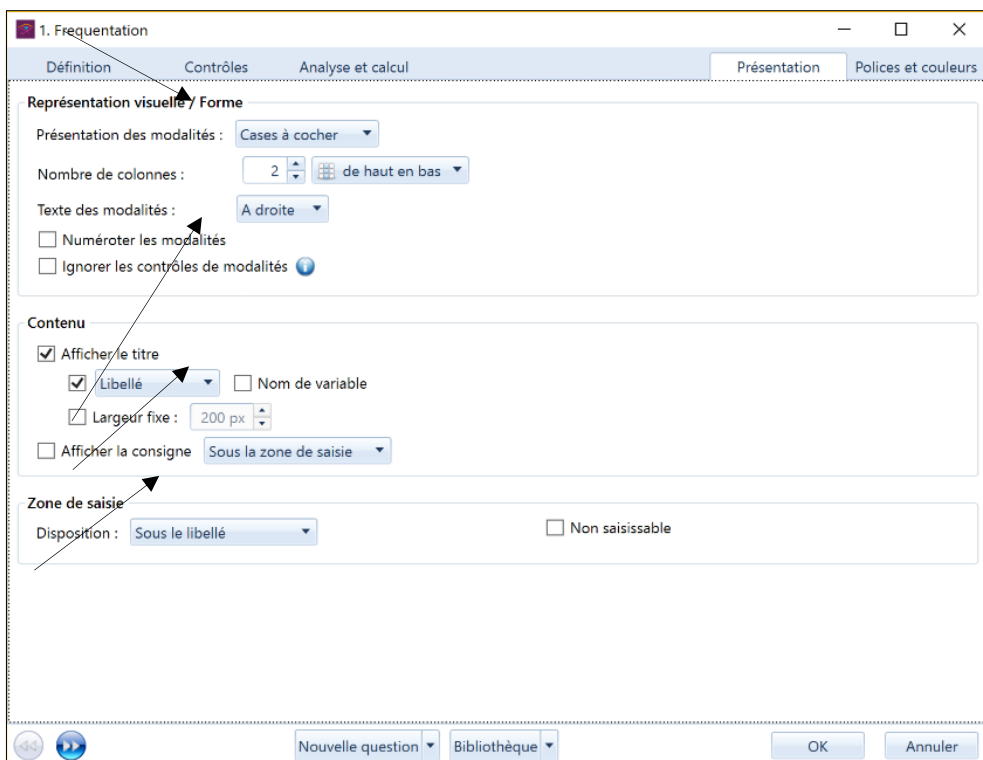 1. Frequentation
Définition Contrôles Analyse et calcul Présentation Polices et couleurs
Représentation visuelle / Forme
Présentation des modalités : Cases à cocher
Nombre de colonnes : 2 de haut en bas
Texte des modalités : A droite
Numéroter les modalités
Ignorer les contrôles de modalités
Contenu
Afficher le titre
Libellé Nom de variable
Largeur fixe : 200 px
Afficher la consigne Sous la zone de saisie
Zone de saisie
Disposition : Sous le libellé Non saisissable
Nouvelle question Bibliothèque OK Annuler